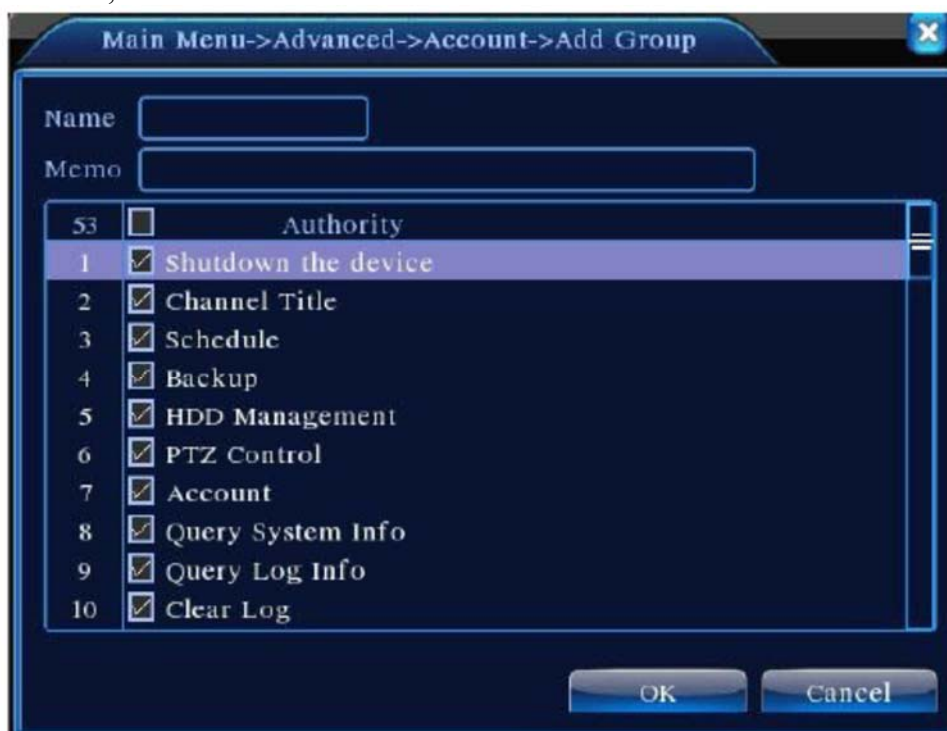 Main Menu->Advanced->Account->Add Group
Name
Memo
53 Authority
1 Shutdown the device
2 Channel Title
3 Schedule
4 Backup
5 HDD Management
6 PTZ Control
7 Account
8 Query System Info
9 Query Log Info
10 Clear Log
OK Cancel